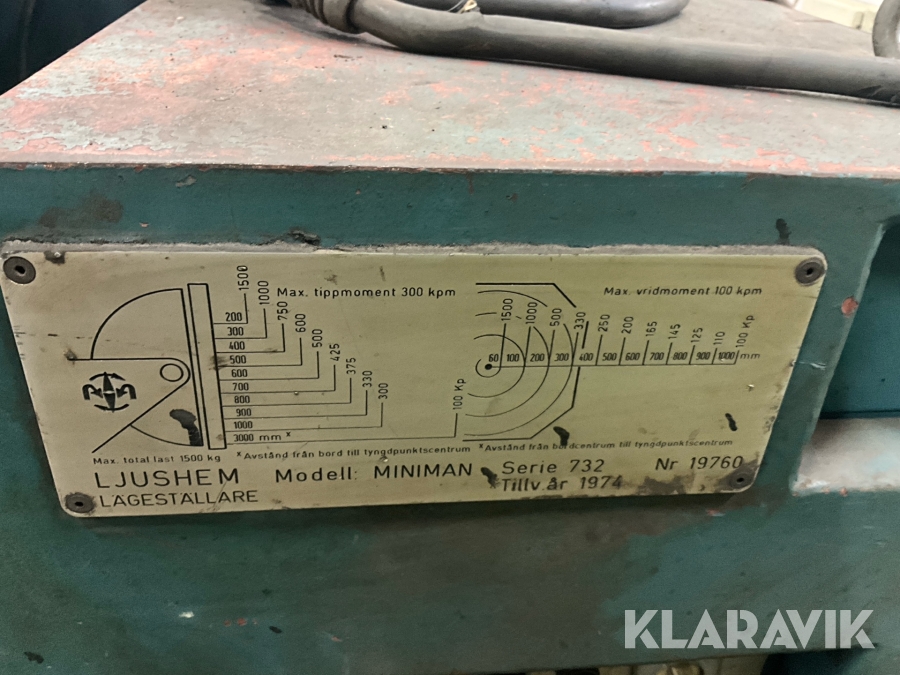 Max. tippmoment 300 kpm
1500
1000
750
600
500
425
375
330
300
100 Kp
200
300
400
500
600
700
800
900
1000
3000 mm x
Max. total last 1500 kg
x Avstånd från bord till tyngdpunktscentrum
Max. vridmoment 100 kpm
1500
1000
500
330
250
200
165
145
125
110
100 Kp
60 100 200 300 400 500 600 700 800 900 1000 mm
x Avstånd från bordcentrum till tyngdpunktscentrum
LJUSHEM Modell: MINIMAN Serie 732 Nr 19760
LÄGESTÄLLARE Tillv.år 1974
KLARAVIK